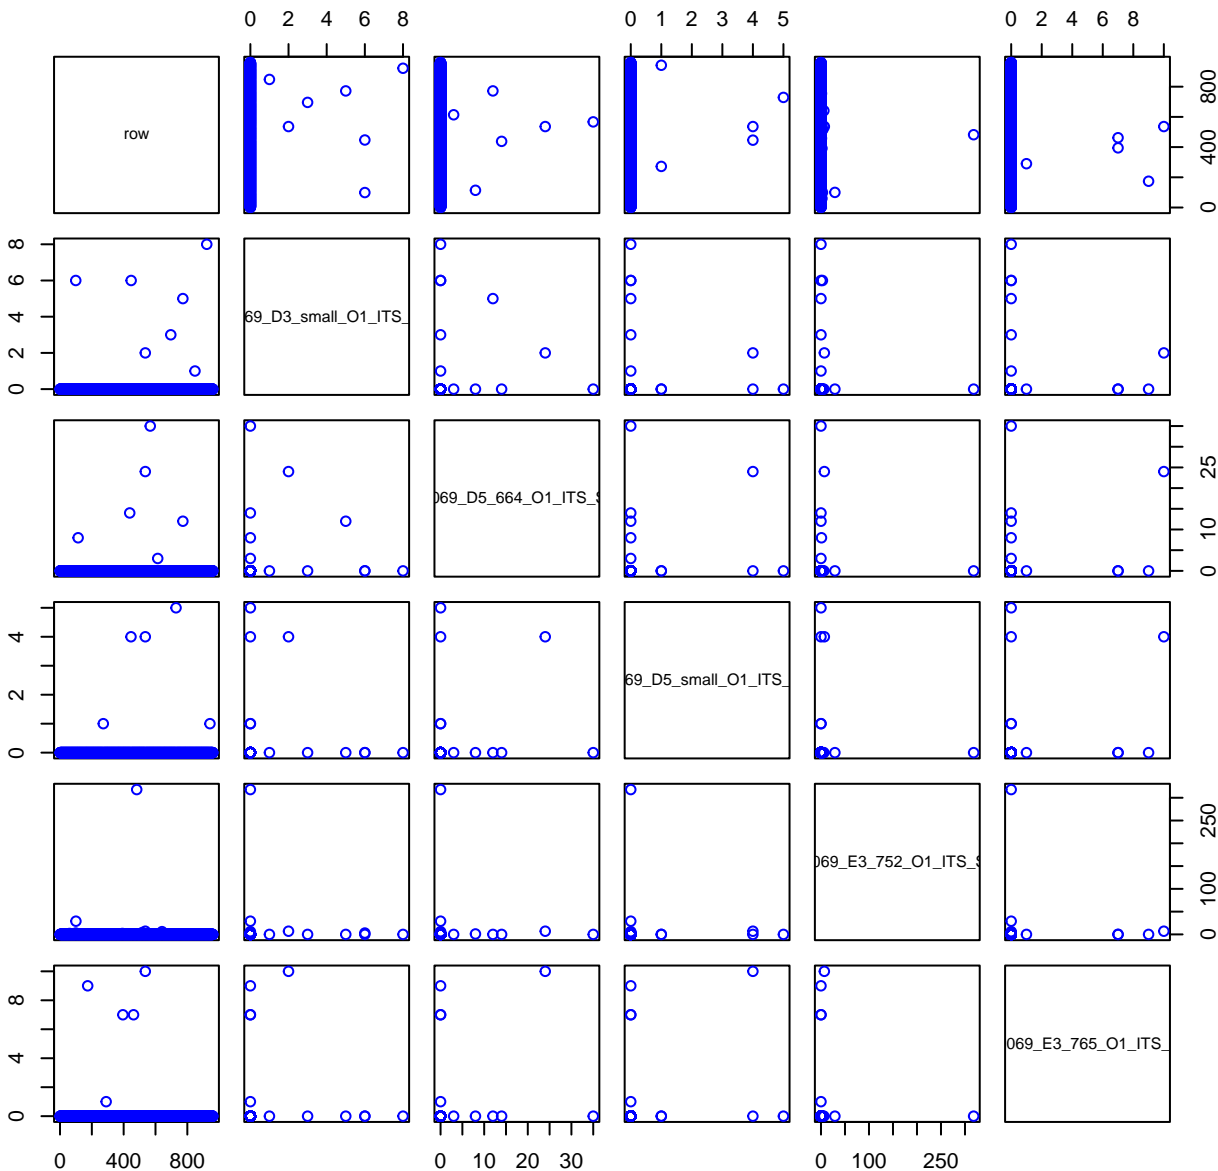 0 2 4 6 8 0 1 2 3 4 5 0 2 4 6 8
row
0 400 800
69_D3_small_O1_ITS_
0 2 4 6 8
069_D5_664_O1_ITS_S
0 10 25
69_D5_small_O1_ITS_
0 2 4
069_E3_752_O1_ITS_S
0 100 250
069_E3_765_O1_ITS_
0 4 8
0 400 800 0 10 20 30 0 100 250